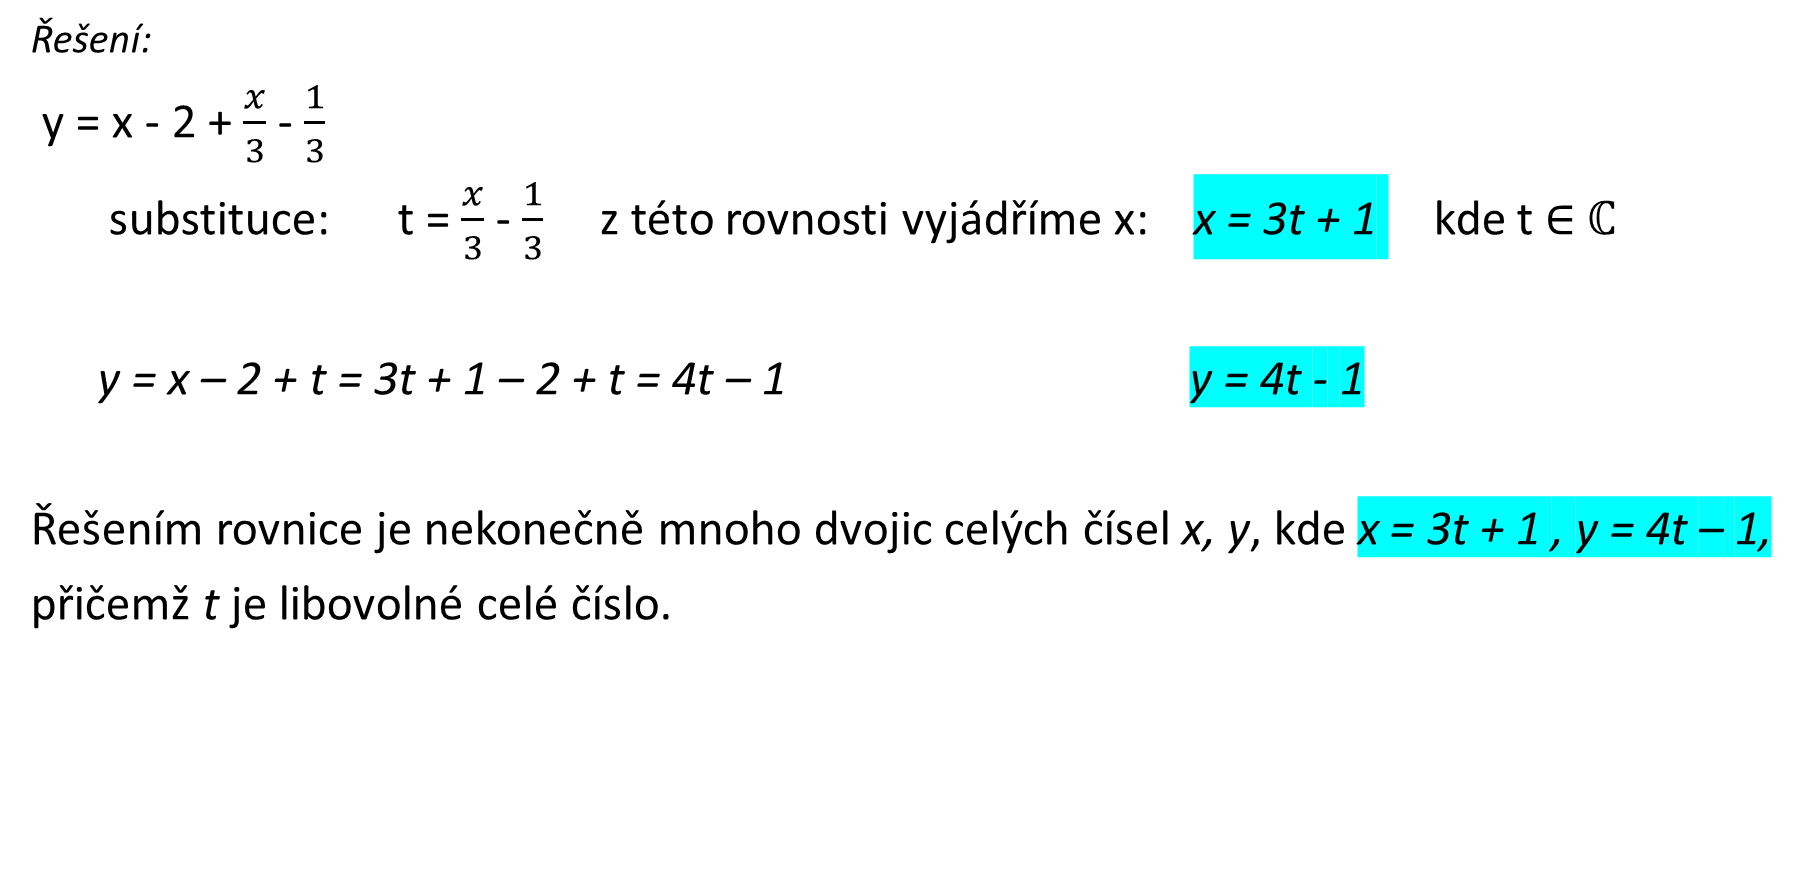 Řešení:
y = x - 2 + x/3 - 1/3
substituce: t = x/3 - 1/3 z této rovnosti vyjádříme x: x = 3t + 1 kde t ∈ ℂ
y = x – 2 + t = 3t + 1 – 2 + t = 4t – 1 y = 4t - 1
Řešením rovnice je nekonečně mnoho dvojic celých čísel x, y, kde x = 3t + 1 , y = 4t – 1,
přičemž t je libovolné celé číslo.